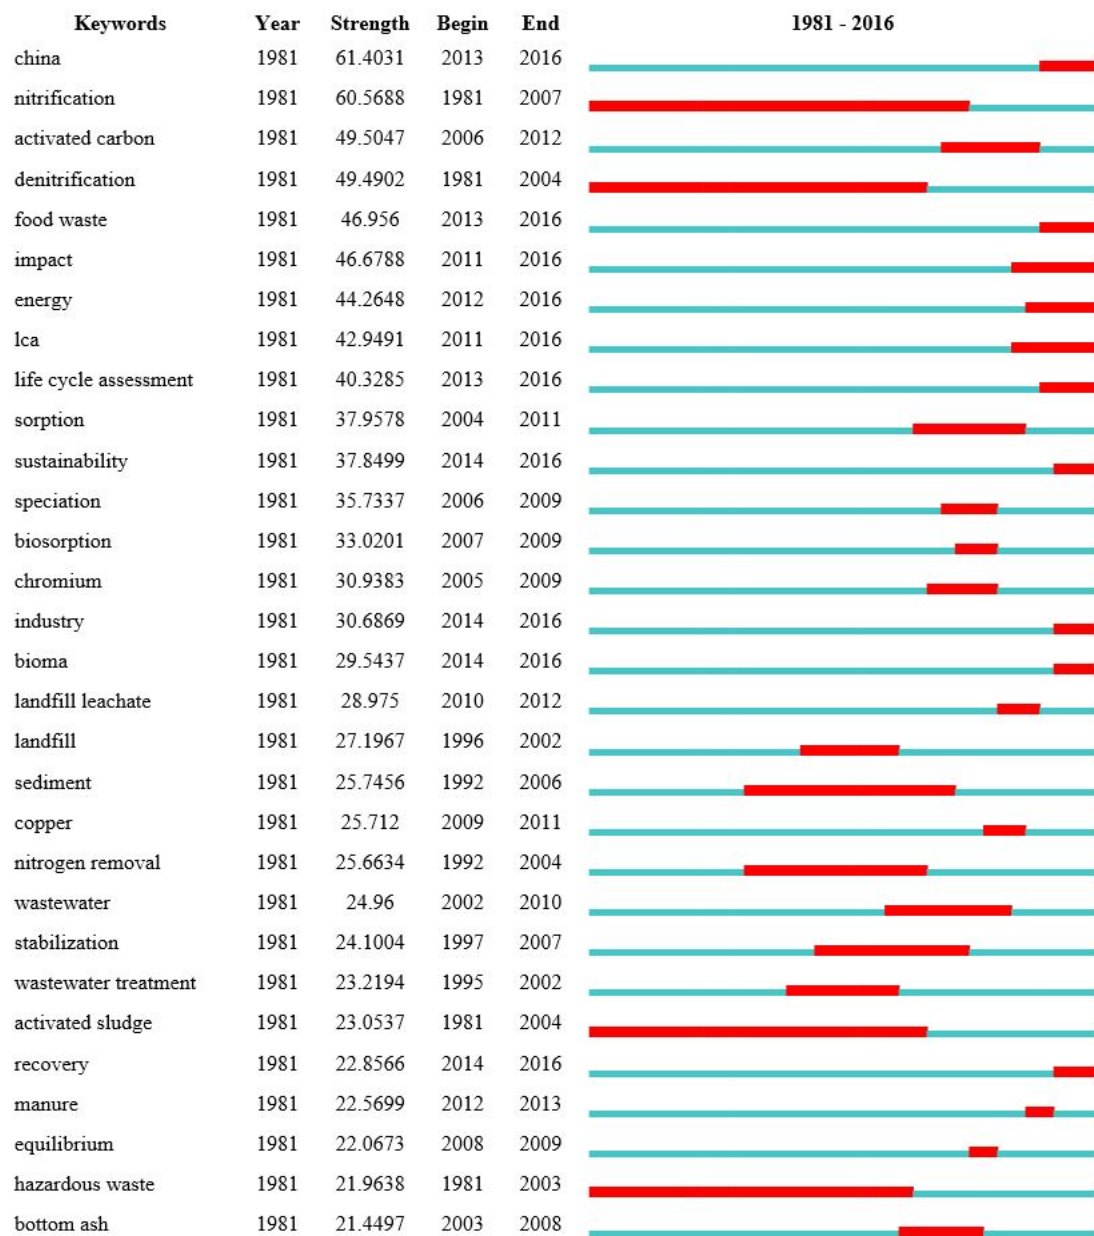 Keywords Year Strength Begin End 1981 - 2016
china 1981 61.4031 2013 2016
nitrification 1981 60.5688 1981 2007
activated carbon 1981 49.5047 2006 2012
denitrification 1981 49.4902 1981 2004
food waste 1981 46.956 2013 2016
impact 1981 46.6788 2011 2016
energy 1981 44.2648 2012 2016
lca 1981 42.9491 2011 2016
life cycle assessment 1981 40.3285 2013 2016
sorption 1981 37.9578 2004 2011
sustainability 1981 37.8499 2014 2016
speciation 1981 35.7337 2006 2009
biosorption 1981 33.0201 2007 2009
chromium 1981 30.9383 2005 2009
industry 1981 30.6869 2014 2016
bioma 1981 29.5437 2014 2016
landfill leachate 1981 28.975 2010 2012
landfill 1981 27.1967 1996 2002
sediment 1981 25.7456 1992 2006
copper 1981 25.712 2009 2011
nitrogen removal 1981 25.6634 1992 2004
wastewater 1981 24.96 2002 2010
stabilization 1981 24.1004 1997 2007
wastewater treatment 1981 23.2194 1995 2002
activated sludge 1981 23.0537 1981 2004
recovery 1981 22.8566 2014 2016
manure 1981 22.5699 2012 2013
equilibrium 1981 22.0673 2008 2009
hazardous waste 1981 21.9638 1981 2003
bottom ash 1981 21.4497 2003 2008